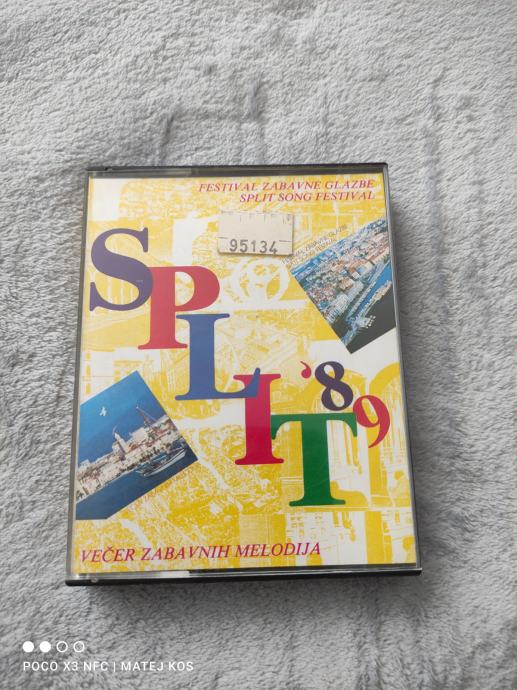 FESTIVAL ZABAVNE GLAZBE
SPLIT SONG FESTIVAL
95134
SPLIT '89
VEČER ZABAVNIH MELODIJA
POCO X3 NFC | MATEJ KOS